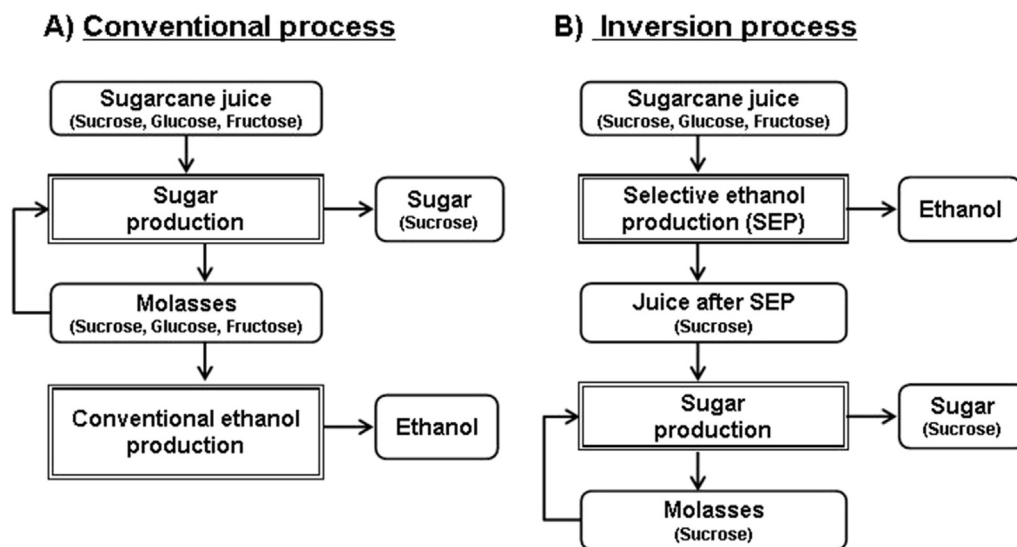 A) Conventional process
Sugarcane juice
(Sucrose, Glucose, Fructose)
Sugar
production
Sugar
(Sucrose)
Molasses
(Sucrose, Glucose, Fructose)
Conventional ethanol
production
Ethanol
B) Inversion process
Sugarcane juice
(Sucrose, Glucose, Fructose)
Selective ethanol
production (SEP)
Ethanol
Juice after SEP
(Sucrose)
Sugar
production
Sugar
(Sucrose)
Molasses
(Sucrose)